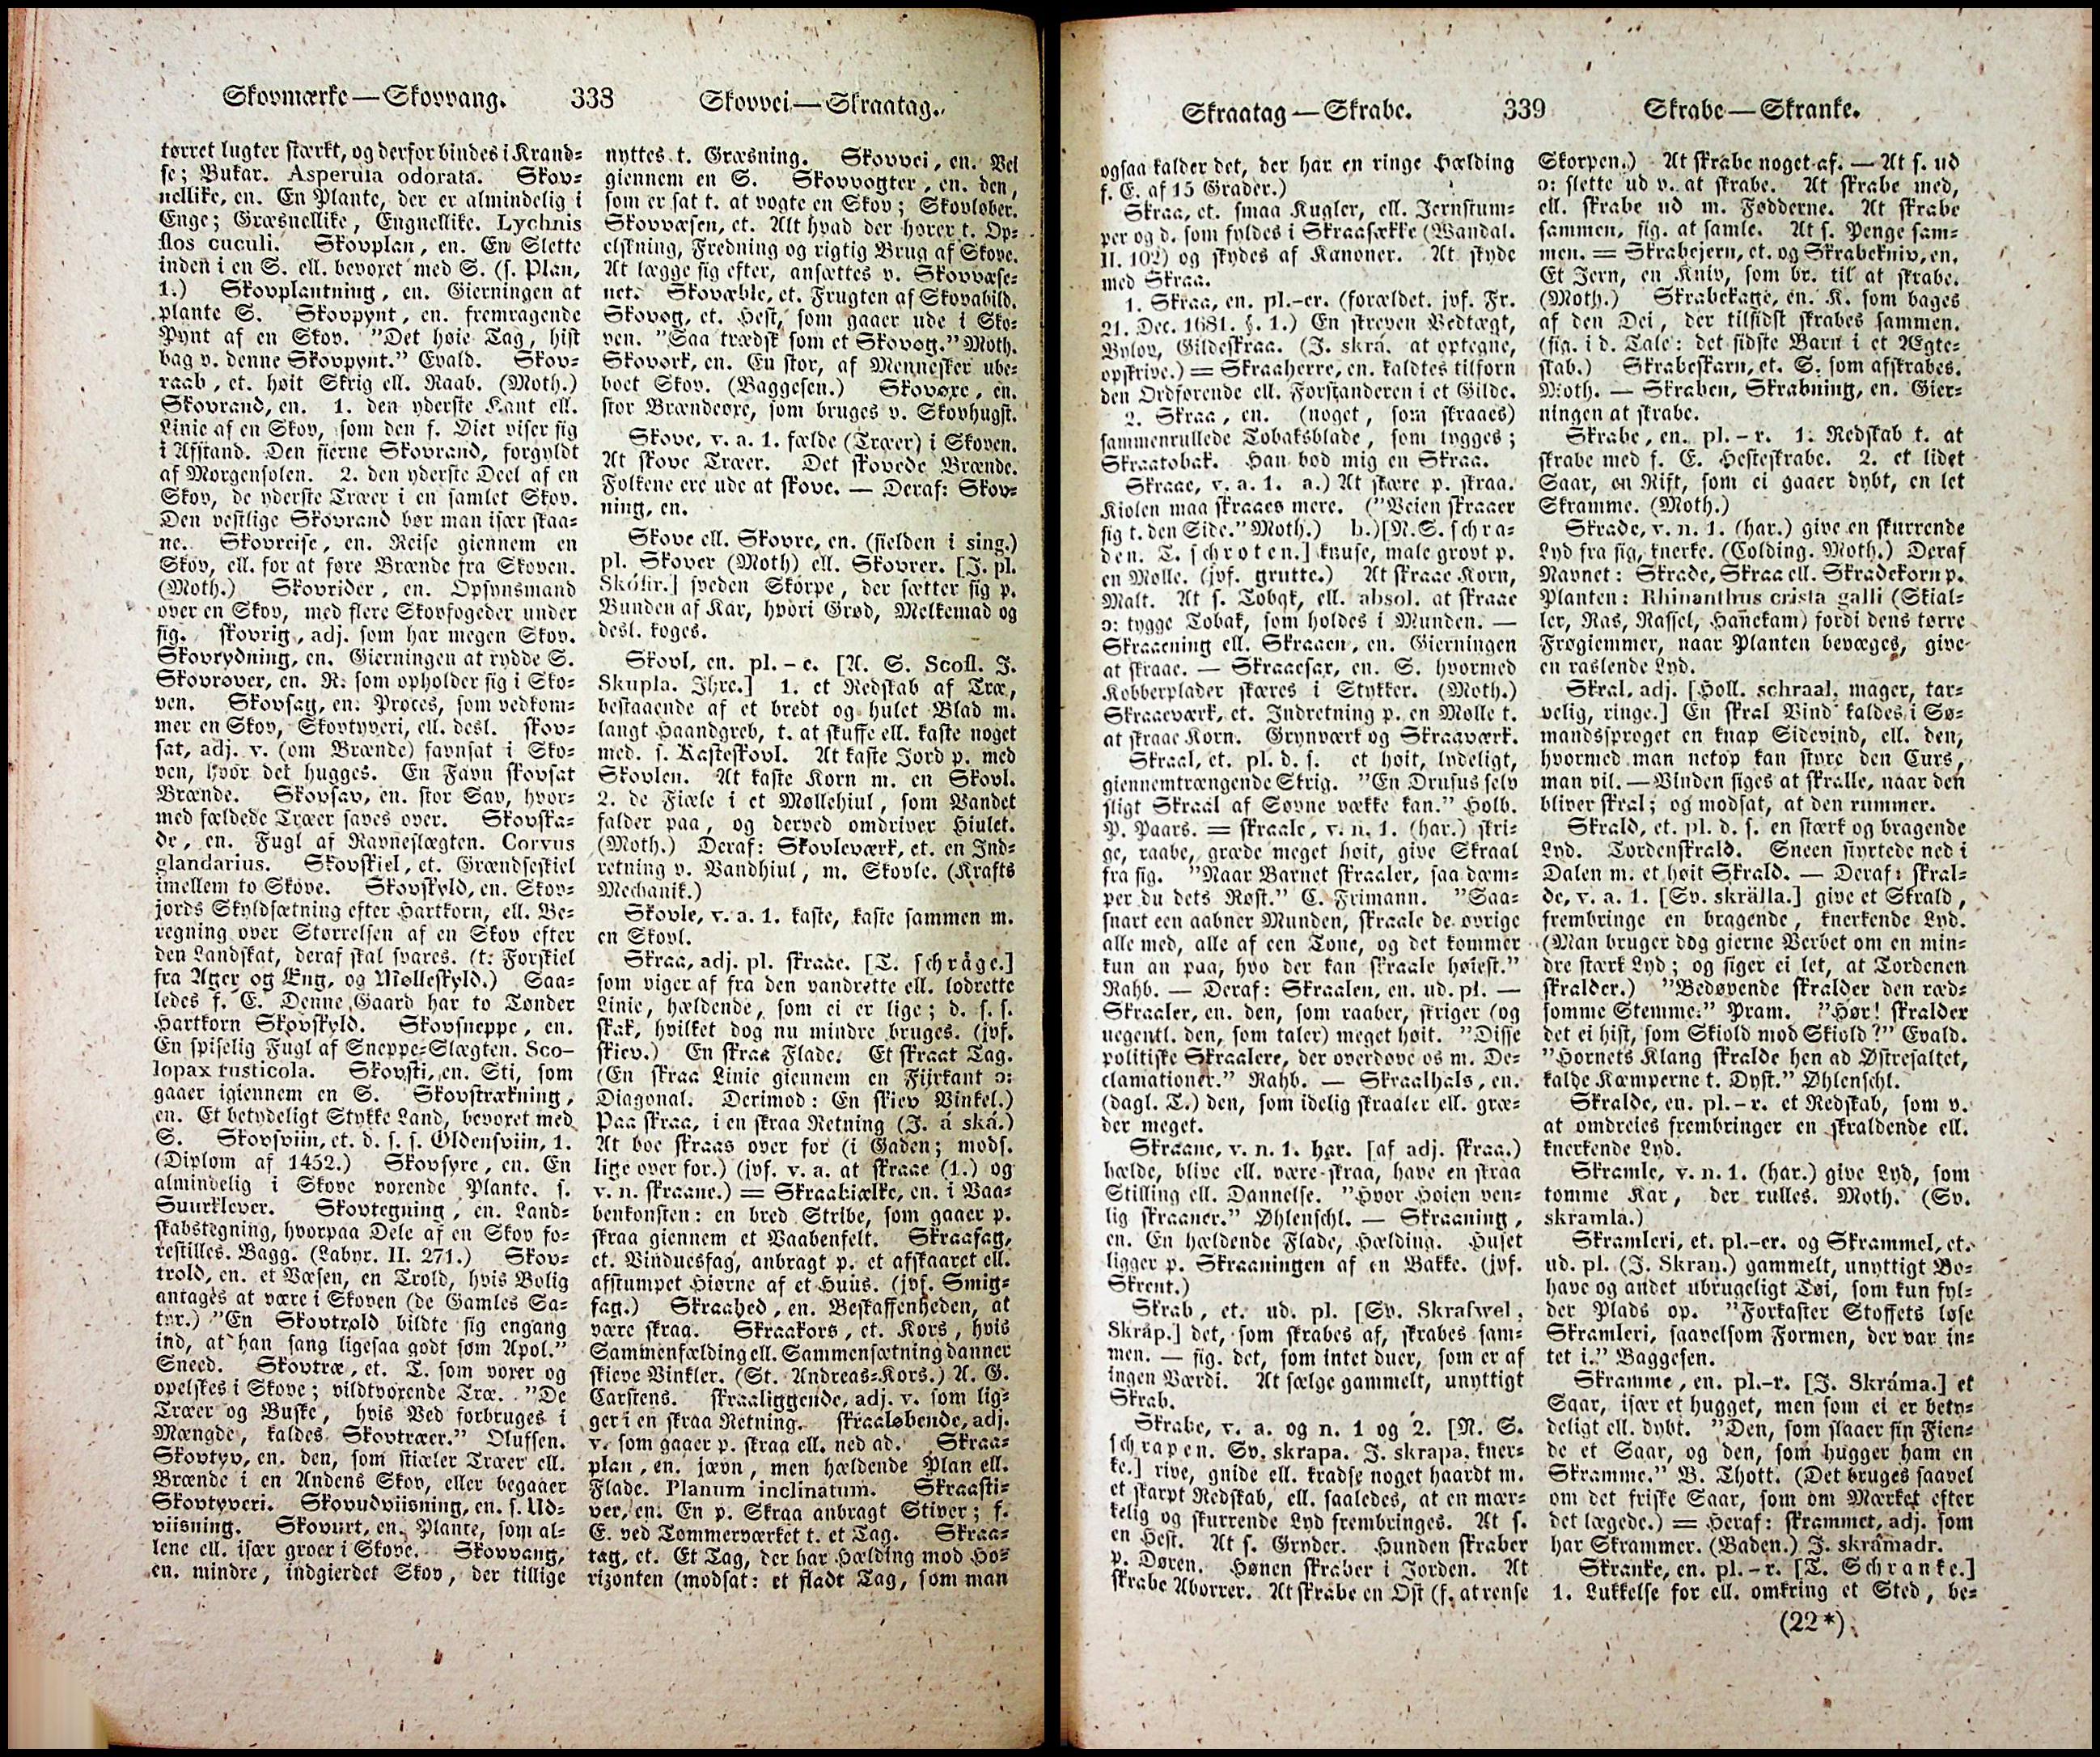 Skovmærke — Skovvang. 338 Skovvei — Skraatag.
tørret lugter stærkt, og derfor bindes i Krand=
se; Bukar. Asperula odorata. Skov=
nellike, en. En Plante, der er almindelig i
Enge; Græsnellike, Engnellike. Lychnis
flos cuculi. Skovplan, en. En Slette
inden i en S. ell. bevoxet med S. (s. Plan,
1.) Skovplantning, en. Gierningen at
plante S. Skovpynt, en. fremragende
Pynt af en Skov. "Det høie Tag, hist
bag v. denne Skovpynt." Evald. Skov=
raab, et. høit Skrig ell. Raab. (Moth.)
Skovrand, en. 1. den yderste Kant ell.
Linie af en Skov, som den f. Øiet viser sig
i Afstand. Den fierne Skovrand, forgyldt
af Morgensolen. 2. den yderste Deel af en
Skov, de yderste Træer i en samlet Skov.
Den vestlige Skovrand bør man især skaa=
ne. Skovreise, en. Reise giennem en
Skov, ell. for at føre Brænde fra Skoven.
(Moth.) Skovrider, en. Opsynsmand
over en Skov, med flere Skovfogeder under
sig. skovrig, adj. som har megen Skov.
Skovrydning, en. Gierningen at rydde S.
Skovrøver, en. R. som opholder sig i Sko=
ven. Skovsag, en. Proces, som vedkom=
mer en Skov, Skovtyveri, ell. desl. skov=
sat, adj. v. (om Brænde) favnsat i Sko=
ven, hvor det hugges. En Favn skovsat
Brænde. Skovsav, en. stor Sav, hvor=
med fældede Træer saves over. Skovska=
de, en. Fugl af Ravneslægten. Corvus
glandarius. Skovskiel, et. Grændseskiel
imellem to Skove. Skovskyld, en. Skov=
jords Skyldsætning efter Hartkorn, ell. Be=
regning over Størrelsen af en Skov efter
den Landskat, deraf skal svares. (t. Forskiel
fra Ager og Eng, og Mølleskyld.) Saa=
ledes f. E. Denne Gaard har to Tønder
Hartkorn Skovskyld. Skovsneppe, en.
En spiselig Fugl af Sneppe=Slægten. Sco-
lopax rusticola. Skovsti, en. Sti, som
gaaer igiennem en S. Skovstrækning,
en. Et betydeligt Stykke Land, bevoxet med
S. Skovsviin, et. d. s. s. Oldensviin, 1.
(Diplom af 1452.) Skovsyre, en. En
almindelig i Skove voxende Plante. s.
Suurkløver. Skovtegning, en. Land=
skabstegning, hvorpaa Dele af en Skov fo=
restilles. Bagg. (Labyr. II. 271.) Skov=
trold, en. et Væsen, en Trold, hvis Bolig
antages at være i Skoven (de Gamles Sa=
tyr.) "En Skovtrold bildte sig engang
ind, at han sang ligesaa godt som Apol."
Sneed. Skovtræ, et. T. som voxer og
opelskes i Skove; vildtvoxende Træ. "De
Træer og Buske, hvis Ved forbruges i
Mængde, kaldes Skovtræer." Olufsen.
Skovtyv, en. den, som stiæler Træer ell.
Brænde i en Andens Skov, eller begaaer
Skovtyveri. Skovudviisning, en. s. Ud=
viisning. Skovurt, en. Plante, som al=
lene ell. især groer i Skove. Skovvang,
en. mindre, indgierdet Skov, der tillige
nyttes t. Græsning. Skovvei, en. Vei
giennem en S. Skovvogter, en. den,
som er sat t. at vogte en Skov; Skovløber.
Skovvæsen, et. Alt hvad der hører t. Op=
elskning, Fredning og rigtig Brug af Skove.
At lægge sig efter, ansættes v. Skovvæse=
net. Skovæble, et. Frugten af Skovabild.
Skovøg, et. Hest, som gaaer ude i Sko=
ven. "Saa trædsk som et Skovøg." Moth.
Skovørk, en. En stor, af Mennesker ube=
boet Skov. (Baggesen.) Skovøxe, en.
stor Brændeøxe, som bruges v. Skovhugst.
Skove, v. a. 1. fælde (Træer) i Skoven.
At skove Træer. Det skovede Brænde.
Folkene ere ude at skove. — Deraf: Skov=
ning, en.
Skove ell. Skovre, en. (sielden i sing.)
pl. Skover (Moth) ell. Skovrer. [J. pl.
Skófir.] sveden Skorpe, der sætter sig p.
Bunden af Kar, hvori Grød, Melkemad og
desl. koges.
Skovl, en. pl. - e. [A. S. Scofl. J.
Skupla. Ihre.] 1. et Redskab af Træ,
bestaaende af et bredt og hulet Blad m.
langt Haandgreb, t. at skuffe ell. kaste noget
med. s. Kasteskovl. At kaste Jord p. med
Skovlen. At kaste Korn m. en Skovl.
2. de Fiæle i et Møllehiul, som Vandet
falder paa, og derved omdriver Hiulet.
(Moth.) Deraf: Skovleværk, et. en Ind=
retning v. Vandhiul, m. Skovle. (Krafts
Mechanik.)
Skovle, v. a. 1. kaste, kaste sammen m.
en Skovl.
Skraa, adj. pl. skraae. [T. schräge.]
som viger af fra den vandrette ell. lodrette
Linie, hældende, som ei er lige; d. s. s.
skak, hvilket dog nu mindre bruges. (jvf.
skiev.) En skraa Flade. Et skraat Tag.
(En skraa Linie giennem en Fiirkant ɔ:
Diagonal. Derimod: En skiev Vinkel.)
Paa skraa, i en skraa Retning (J. á ská.)
At boe skraas over for (i Gaden; mods.
lige over for.) (jvf. v. a. at skraae (1.) og
v. n. skraane.) = Skraabiælke, en. i Vaa=
benkonsten: en bred Stribe, som gaaer p.
skraa giennem et Vaabenfelt. Skraafag,
et. Vinduesfag, anbragt p. et afskaaret ell.
afstumpet Hiørne af et Huus. (jvf. Smig=
fag.) Skraahed, en. Beskaffenheden, at
være skraa. Skraakors, et. Kors, hvis
Sammenfælding ell. Sammensætning danner
skieve Vinkler. (St. Andreas=Kors.) A. G.
Carstens. skraaliggende, adj. v. som lig=
ger i en skraa Retning. skraaløbende, adj.
v. som gaaer p. skraa ell. ned ad. Skraa=
plan, en. jævn, men hældende Plan ell.
Flade. Planum inclinatum. Skraasti=
ver, en. En p. Skraa anbragt Stiver; f.
E. ved Tømmerværket t. et Tag. Skraa=
tag, et. Et Tag, der har Hælding mod Ho=
rizonten (modsat: et fladt Tag, som man
Skraatag — Skrabe. 339 Skrabe — Skranke.
ogsaa kalder det, der har en ringe Hælding
f. E. af 15 Grader.)
Skraa, et. smaa Kugler, ell. Jernstum=
per og d. som fyldes i Skraasække (Wandal.
II. 102) og skydes af Kanoner. At skyde
med Skraa.
1. Skraa, en. pl.-er. (forældet. jvf. Fr.
21. Dec. 1681. §. 1.) En skreven Vedtægt,
Bylov, Gildeskraa. (J. skrá. at optegne,
opskrive.) = Skraaherre, en. kaldtes tilforn
den Ordførende ell. Forstanderen i et Gilde.
2. Skraa, en. (noget, som skraaes)
sammenrullede Tobaksblade, som tygges;
Skraatobak. Han bød mig en Skraa.
Skraae, v. a. 1. a.) At skære p. skraa.
Kiolen maa skraaes mere. ("Veien skraaer
sig t. den Side." Moth.) b.) [N. S. schra=
den. T. schroten.] knuse, male grovt p.
en Mølle. (jvf. grutte.) At skraae Korn,
Malt. At s. Tobak, ell. absol. at skraae
ɔ: tygge Tobak, som holdes i Munden. —
Skraaening ell. Skraaen, en. Gierningen
at skraae. — Skraaesax, en. S. hvormed
Kobberplader skæres i Stykker. (Moth.)
Skraaeværk, et. Indretning p. en Mølle t.
at skraae Korn. Grynværk og Skraaværk.
Skraal, et. pl. d. s. et høit, lydeligt,
giennemtrængende Skrig. "En Drusus selv
sligt Skraal af Søvne vække kan." Holb.
P. Paars. = skraale, v. n. 1. (har.) skri=
ge, raabe, græde meget høit, give Skraal
fra sig. "Naar Barnet skraaler, saa dæm=
per du dets Røst." C. Frimann. "Saa=
snart een aabner Munden, skraale de øvrige
alle med, alle af een Tone, og det kommer
kun an paa, hvo der kan skraale høiest."
Rahb. — Deraf: Skraalen, en. ud. pl. —
Skraaler, en. den, som raaber, skriger (og
uegentl. den, som taler) meget høit. "Disse
politiske Skraalere, der overdøve os m. De=
clamationer." Rahb. — Skraalhals, en.
(dagl. T.) den, som idelig skraaler ell. græ=
der meget.
Skraane, v. n. 1. har. [af adj. skraa.)
hælde, blive ell. være skraa, have en skraa
Stilling ell. Dannelse. "Hvor Høien ven=
lig skraaner." Øhlenschl. — Skraaning,
en. En hældende Flade, Hælding. Huset
ligger p. Skraaningen af en Bakke. (jvf.
Skrent.)
Skrab, et. ud. pl. [Sv. Skrafwel,
Skräp.] det, som skrabes af, skrabes sam=
men. — fig. det, som intet duer, som er af
ingen Værdi. At sælge gammelt, unyttigt
Skrab.
Skrabe, v. a. og n. 1 og 2. [N. S.
schrapen. Sv. skrapa. J. skrapa, kner=
ke.] rive, gnide ell. kradse noget haardt m.
et skarpt Redskab, ell. saaledes, at en mær=
kelig og skurrende Lyd frembringes. At s.
en Hest. At s. Gryder. Hunden skraber
p. Døren. Hønen skraber i Jorden. At
skrabe Aborrer. At skrabe en Ost (f. at rense
Skorpen.) At skrabe noget af. — At s. ud
ɔ: slette ud v. at skrabe. At skrabe med,
ell. skrabe ud m. Fødderne. At skrabe
sammen, fig. at samle. At s. Penge sam=
men. = Skrabejern, et. og Skrabekniv, en.
Et Jern, en Kniv, som br. til at skrabe.
(Moth.) Skrabekage, en. K. som bages
af den Dei, der tilsidst skrabes sammen.
(fig. i d. Tale: det sidste Barn i et Ægte=
skab.) Skrabeskarn, et. S. som afskrabes.
Moth. — Skraben, Skrabning, en. Gier=
ningen at skrabe.
Skrabe, en. pl. - r. 1. Redskab t. at
skrabe med f. E. Hesteskrabe. 2. et lidet
Saar, en Rift, som ei gaaer dybt, en let
Skramme. (Moth.)
Skrade, v. n. 1. (har.) give en skurrende
Lyd fra sig, knerke. (Colding. Moth.) Deraf
Navnet: Skrade, Skraa ell. Skradekorn p.
Planten: Rhinanthus crista galli (Skial=
ler, Ras, Rassel, Hanekam) fordi dens tørre
Frøgiemmer, naar Planten bevæges, give
en raslende Lyd.
Skral, adj. [Holl. schraal, mager, tar=
velig, ringe.] En skral Vind kaldes i Sø=
mandssproget en knap Sidevind, ell. den,
hvormed man netop kan styre den Curs,
man vil. — Vinden siges at skralle, naar den
bliver skral; og modsat, at den rummer.
Skrald, et. pl. d. s. en stærk og bragende
Lyd. Tordenskrald. Sneen styrtede ned i
Dalen m. et høit Skrald. — Deraf: skral=
de, v. a. 1. [Sv. skrälla.] give et Skrald,
frembringe en bragende, knerkende Lyd.
(Man bruger dog gierne Verbet om en min=
dre stærk Lyd; og siger ei let, at Tordenen
skralder.) "Bedøvende skralder den ræd=
somme Stemme." Pram. "Hør! skralder
det ei hist, som Skiold mod Skiold?" Evald.
"Hornets Klang skralde hen ad Østresaltet,
kalde Kæmperne t. Dyst." Øhlenschl.
Skralde, en. pl. - r. et Redskab, som v.
at omdreies frembringer en skraldende ell.
knerkende Lyd.
Skramle, v. n. 1. (har.) give Lyd, som
tomme Kar, der rulles. Moth. (Sv.
skramla.)
Skramleri, et. pl.-er. og Skrammel, et.
ud. pl. (J. Skran.) gammelt, unyttigt Bo=
have og andet ubrugeligt Tøi, som kun fyl=
der Plads op. "Forkaster Stoffets løse
Skramleri, saavelsom Formen, der var in=
tet i." Baggesen.
Skramme, en. pl.-r. [J. Skráma.] et
Saar, især et hugget, men som ei er bety=
deligt ell. dybt. "Den, som slaaer sin Fien=
de et Saar, og den, som hugger ham en
Skramme." B. Thott. (Det bruges saavel
om det friske Saar, som om Mærket efter
det lægede.) = Heraf: skrammet, adj. som
har Skrammer. (Baden.) J. skrámadr.
Skranke, en. pl. - r. [T. Schranke.]
1. Lukkelse for ell. omkring et Sted, be=
(22*)